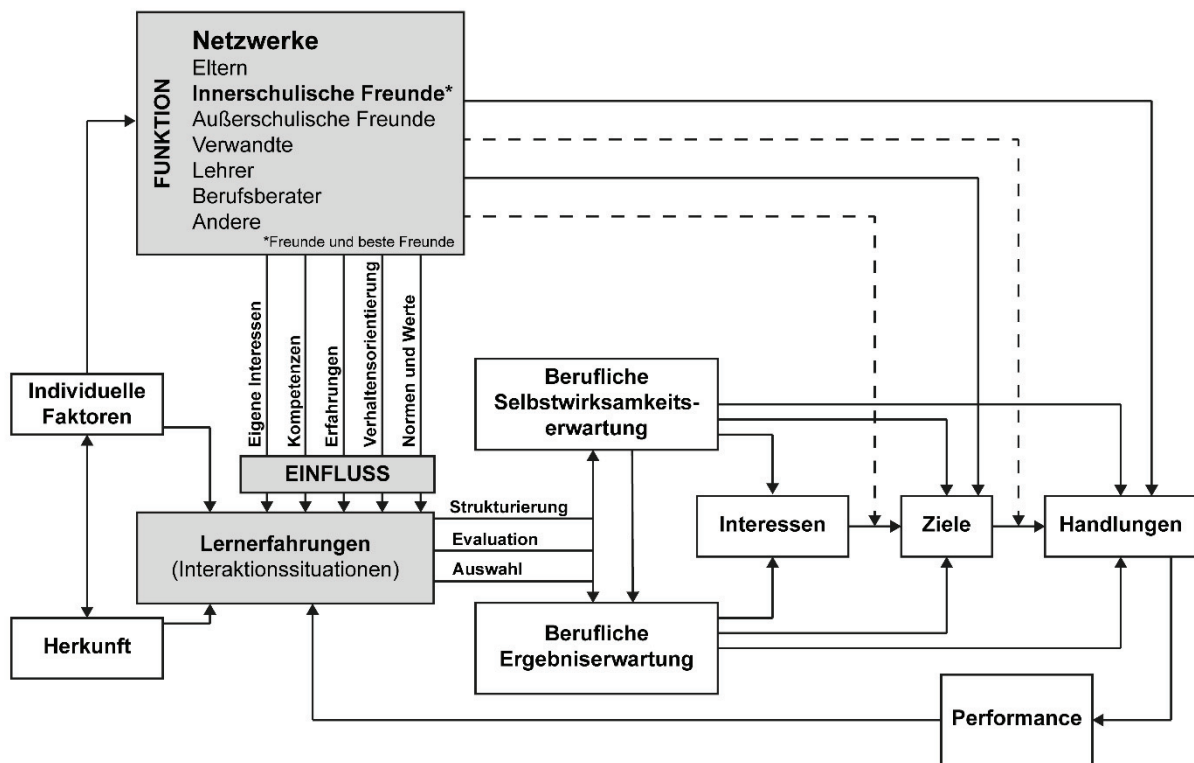 FUNKTION
Netzwerke
Eltern
Innerschulische Freunde*
Außerschulische Freunde
Verwandte
Lehrer
Berufsberater
Andere
*Freunde und beste Freunde
Eigene Interessen
Kompetenzen
Erfahrungen
Verhaltensorientierung
Normen und Werte
EINFLUSS
Individuelle
Faktoren
Herkunft
Lernerfahrungen
(Interaktionssituationen)
Strukturierung
Evaluation
Auswahl
Berufliche
Selbstwirksamkeits-
erwartung
Berufliche
Ergebniserwartung
Interessen
Ziele
Handlungen
Performance